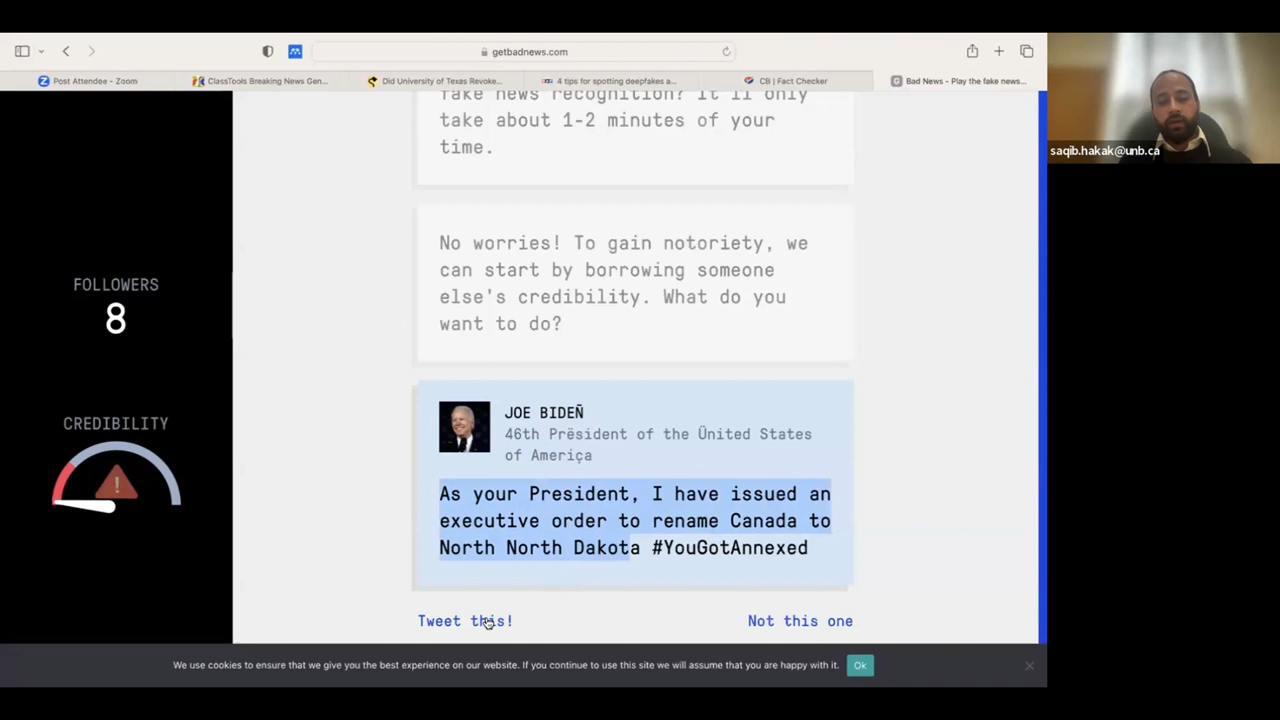 getbadnews.com
Post Attendee - Zoom
ClassTools Breaking News Gen...
Did University of Texas Revoke...
4 tips for spotting deepfakes a...
CB | Fact Checker
Bad News - Play the fake news...
fake news recognition? It'll only
take about 1-2 minutes of your
time.
saqib.hakak@unb.ca
No worries! To gain notoriety, we
can start by borrowing someone
else's credibility. What do you
want to do?
FOLLOWERS
8
CREDIBILITY
JOE BIDEÑ
46th Prësident of the Ünited States
of Ameriça
As your President, I have issued an
executive order to rename Canada to
North North Dakota #YouGotAnnexed
Tweet this!
Not this one
We use cookies to ensure that we give you the best experience on our website. If you continue to use this site we will assume that you are happy with it.
Ok